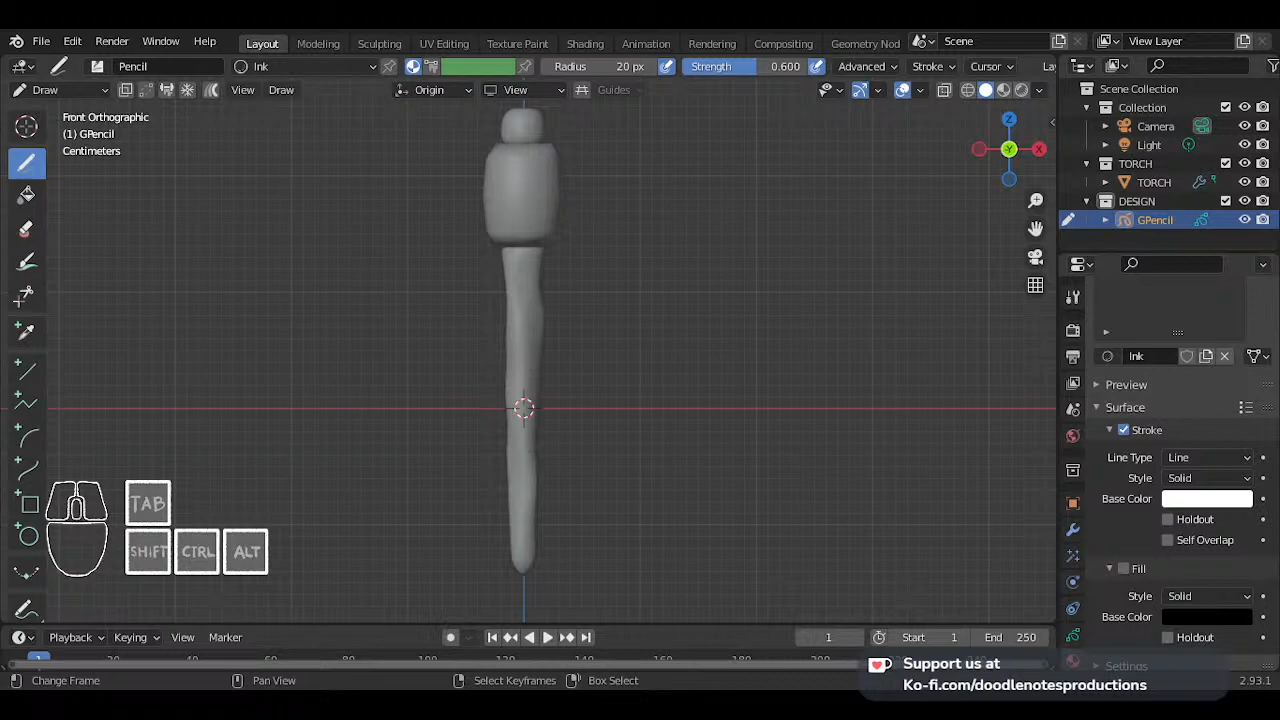 File Edit Render Window Help Layout Modeling Sculpting UV Editing Texture Paint Shading Animation Rendering Compositing Geometry Nod Scene View Layer
Pencil Ink Radius 20 px Strength 0.600 Advanced Stroke Cursor La
Draw View Draw Origin View Guides
Front Orthographic
(1) GPencil
Centimeters
Z
Y
X
Scene Collection
Collection
Camera
Light
TORCH
TORCH
DESIGN
GPencil
Ink
Preview
Surface
Stroke
Line Type Line
Style Solid
Base Color
Holdout
Self Overlap
Fill
Style Solid
Base Color
Holdout
Settings
TAB
SHIFT CTRL ALT
Playback Keying View Marker 1 Start 1 End 250
Change Frame Pan View Select Keyframes Box Select 2.93.1
Support us at
Ko-fi.com/doodlenotesproductions